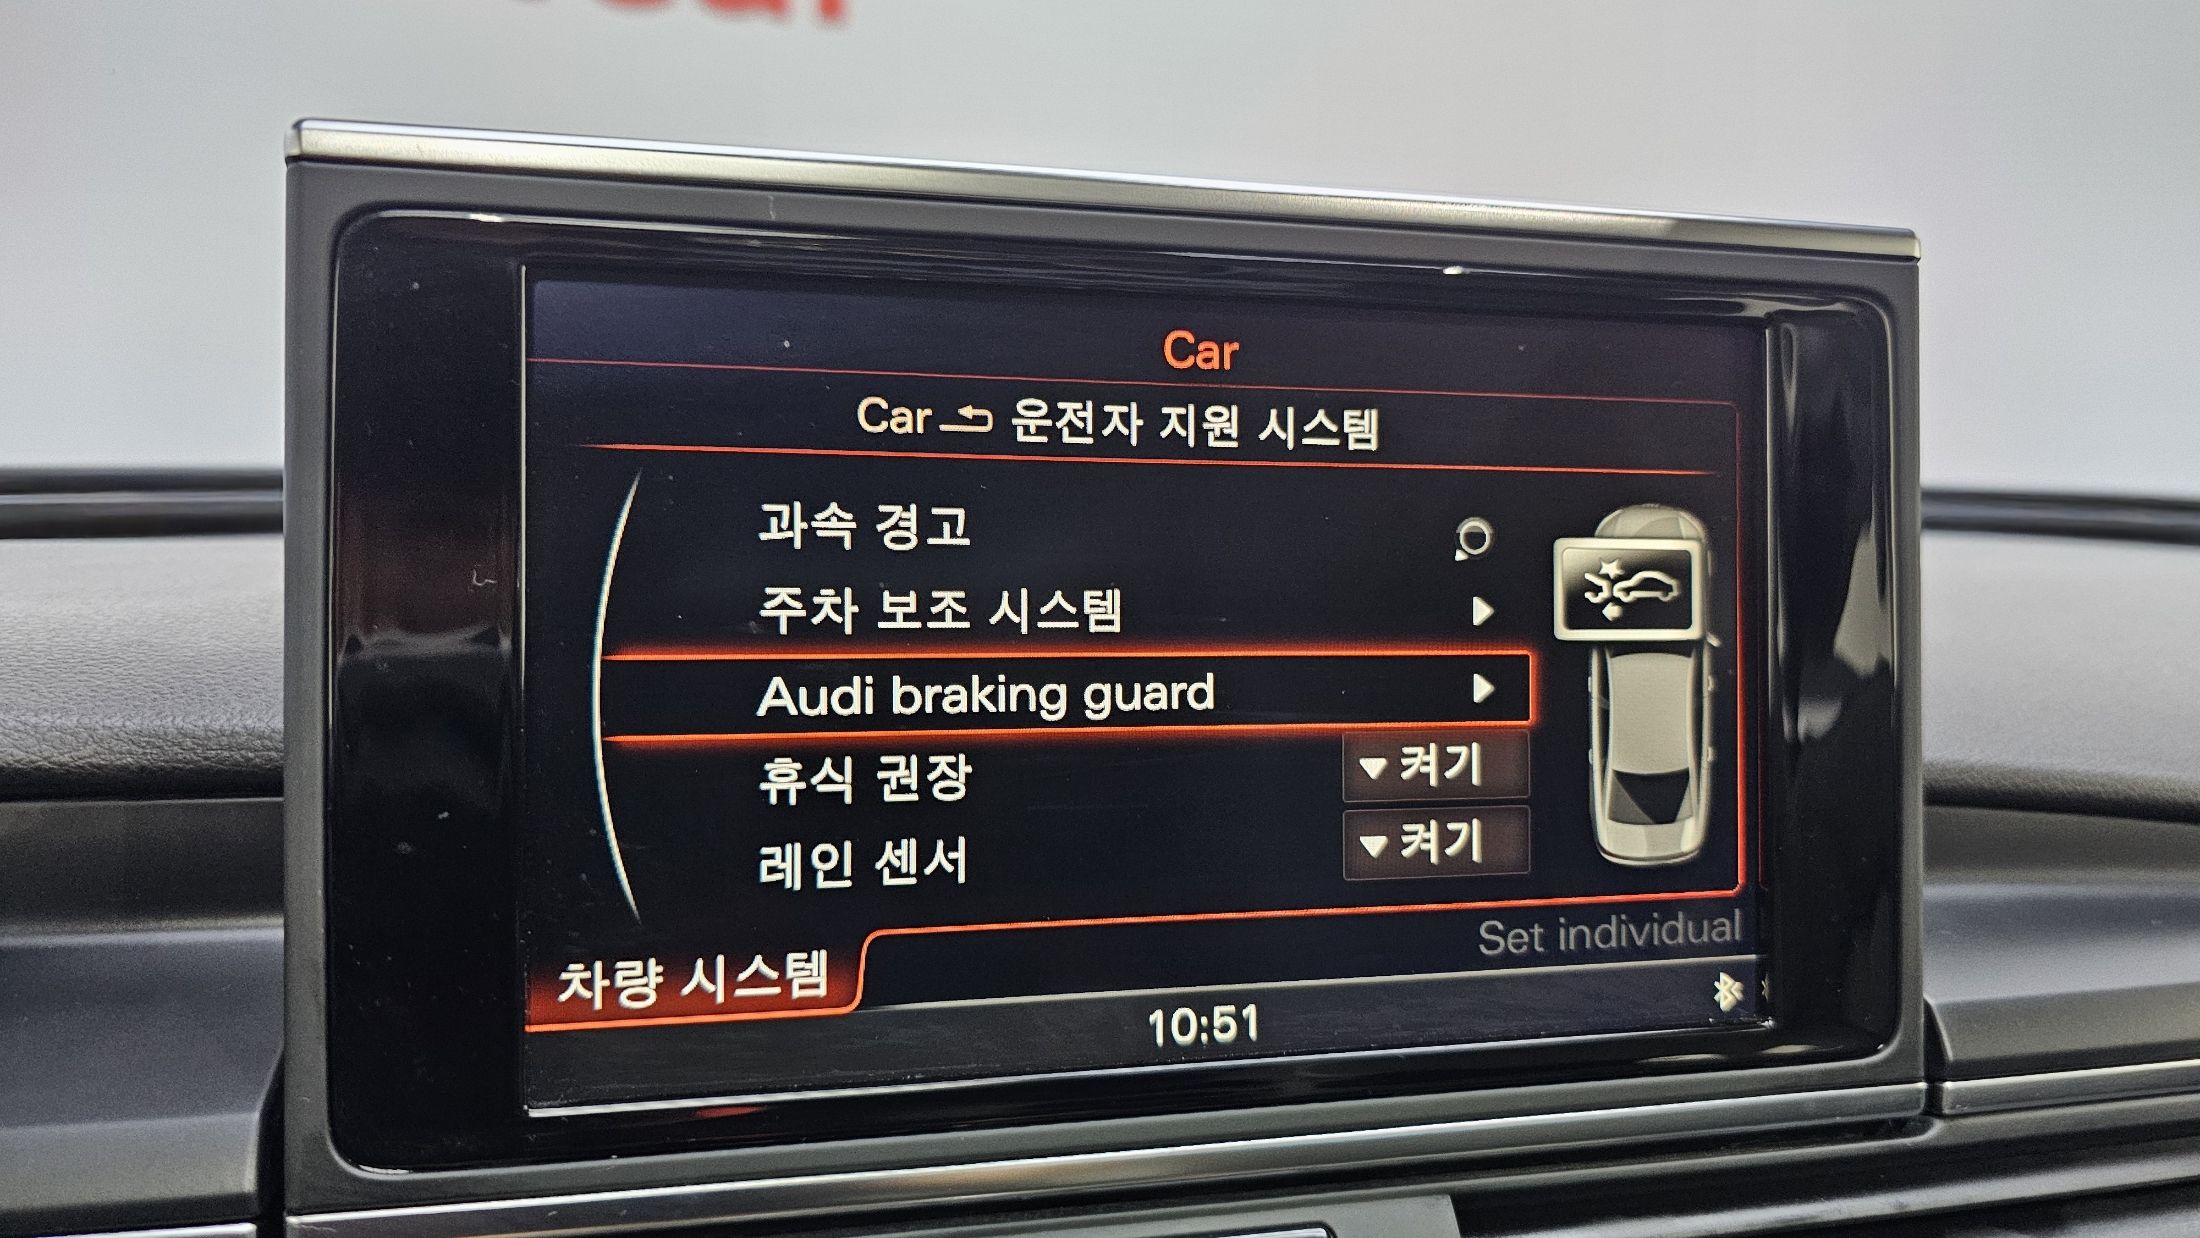 Car
Car 운전자 지원 시스템
과속 경고
주차 보조 시스템
Audi braking guard
휴식 권장 켜기
레인 센서 켜기
Set individual
차량 시스템
10:51